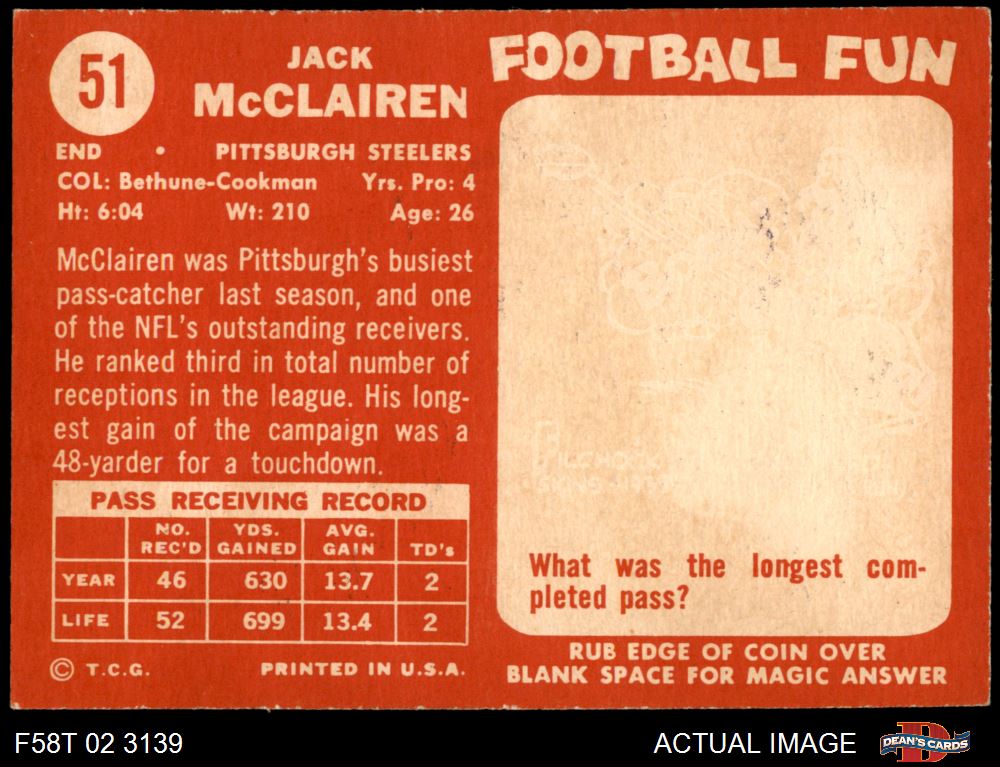 51
JACK
McCLAIREN
END • PITTSBURGH STEELERS
COL: Bethune-Cookman Yrs. Pro: 4
Ht: 6:04 Wt: 210 Age: 26
McClairen was Pittsburgh's busiest
pass-catcher last season, and one
of the NFL's outstanding receivers.
He ranked third in total number of
receptions in the league. His long-
est gain of the campaign was a
48-yarder for a touchdown.
PASS RECEIVING RECORD
NO. REC'D YDS. GAINED AVG. GAIN TD's
YEAR 46 630 13.7 2
LIFE 52 699 13.4 2
© T.C.G. PRINTED IN U.S.A.
FOOTBALL FUN
What was the longest com-
pleted pass?
RUB EDGE OF COIN OVER
BLANK SPACE FOR MAGIC ANSWER
F58T 02 3139
ACTUAL IMAGE
D
DEAN'S CARDS